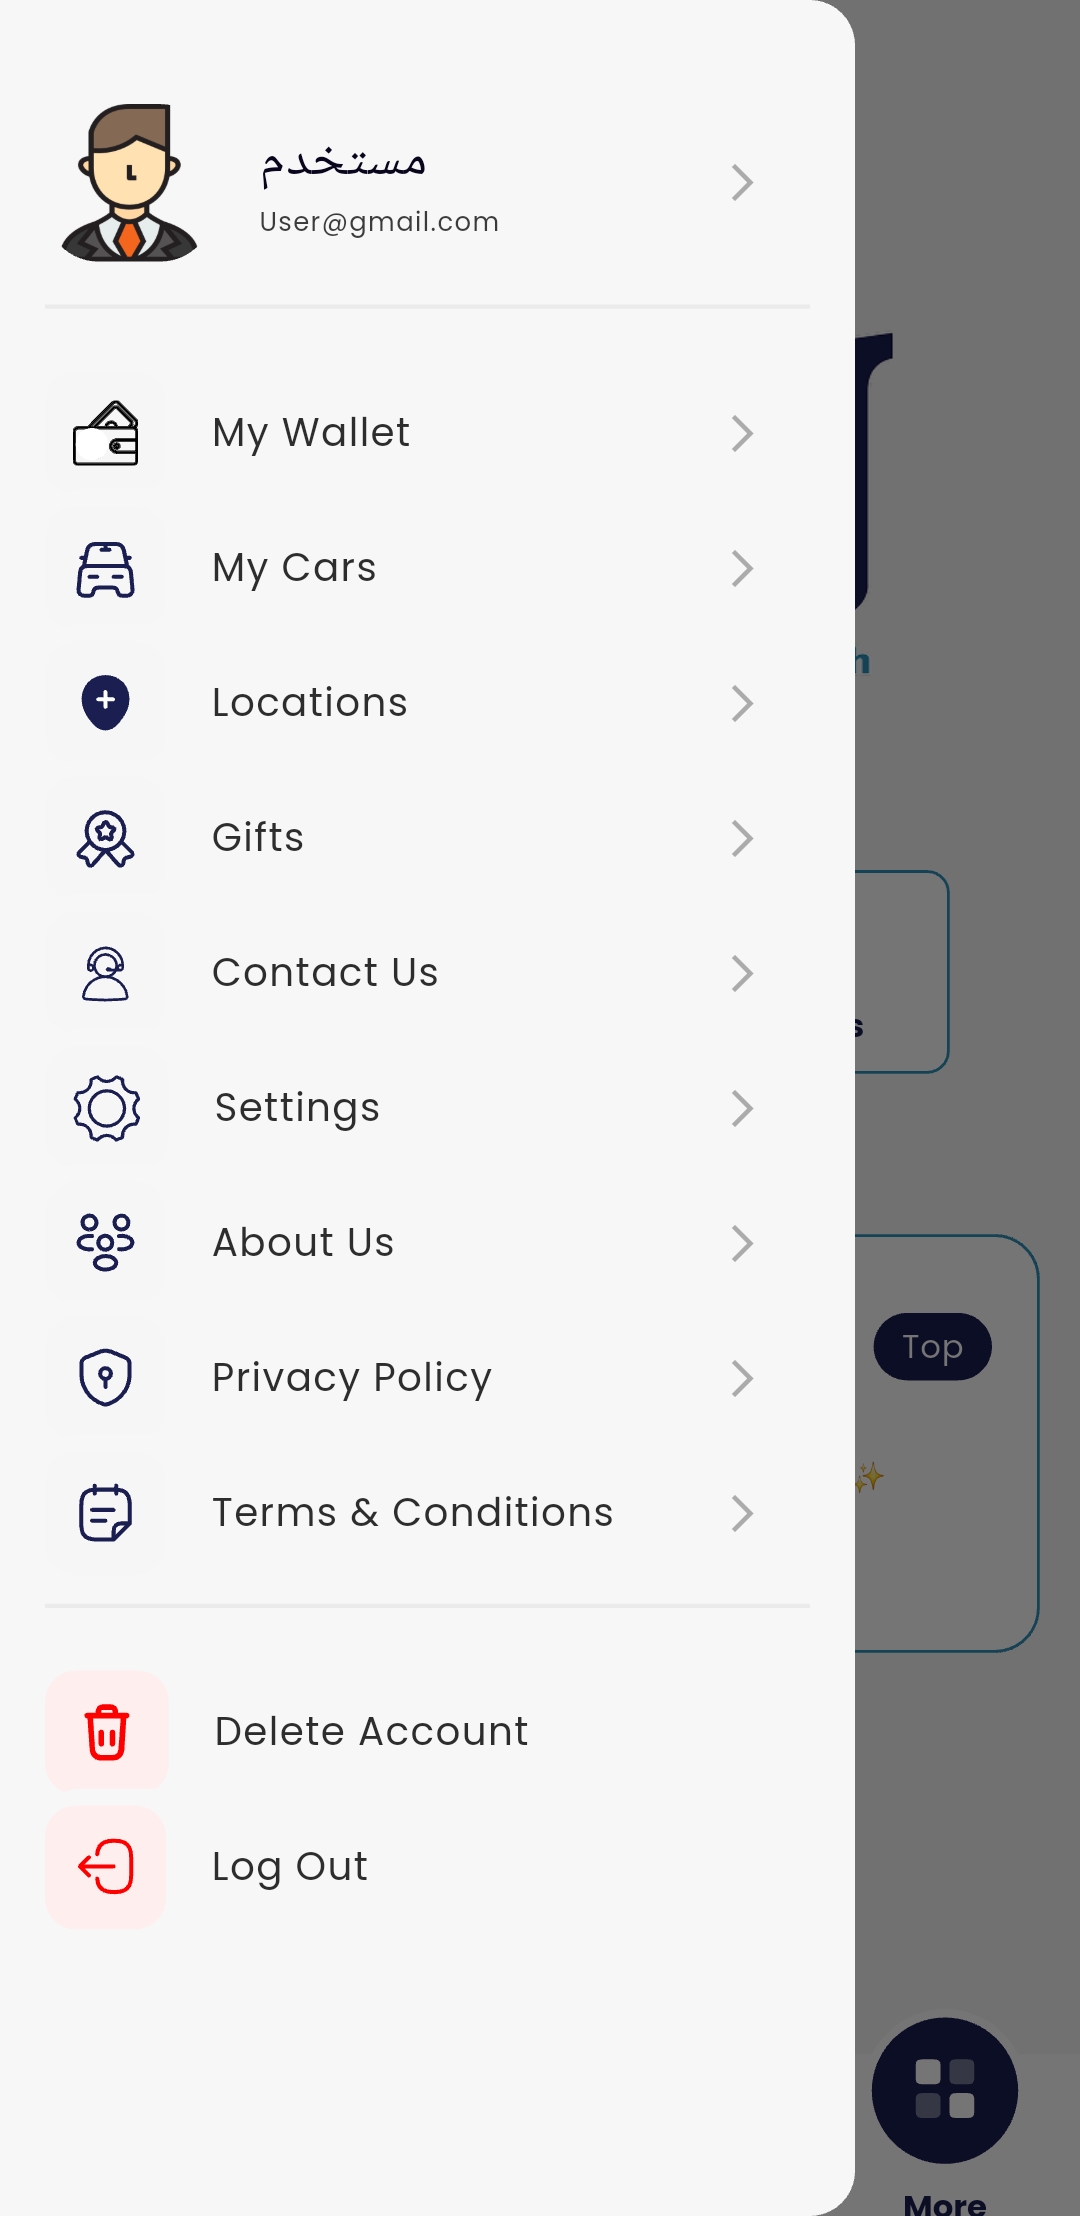 مستخدم
User@gmail.com
My Wallet
My Cars
Locations
Gifts
Contact Us
Settings
About Us
Privacy Policy
Top
Terms & Conditions
Delete Account
Log Out
More